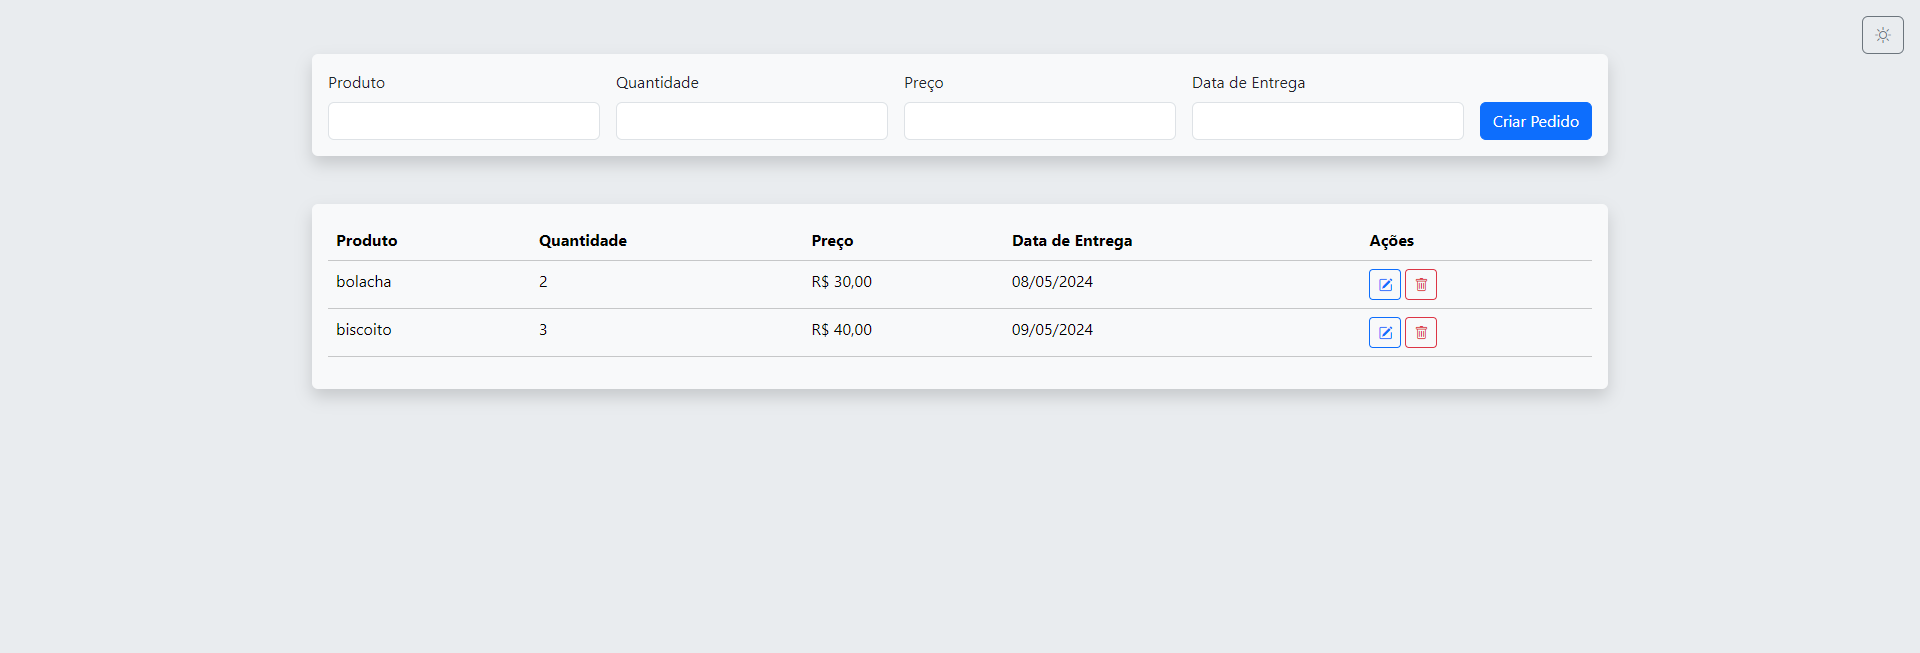 Produto Quantidade Preço Data de Entrega
Criar Pedido
Produto Quantidade Preço Data de Entrega Ações
bolacha 2 R$ 30,00 08/05/2024
biscoito 3 R$ 40,00 09/05/2024